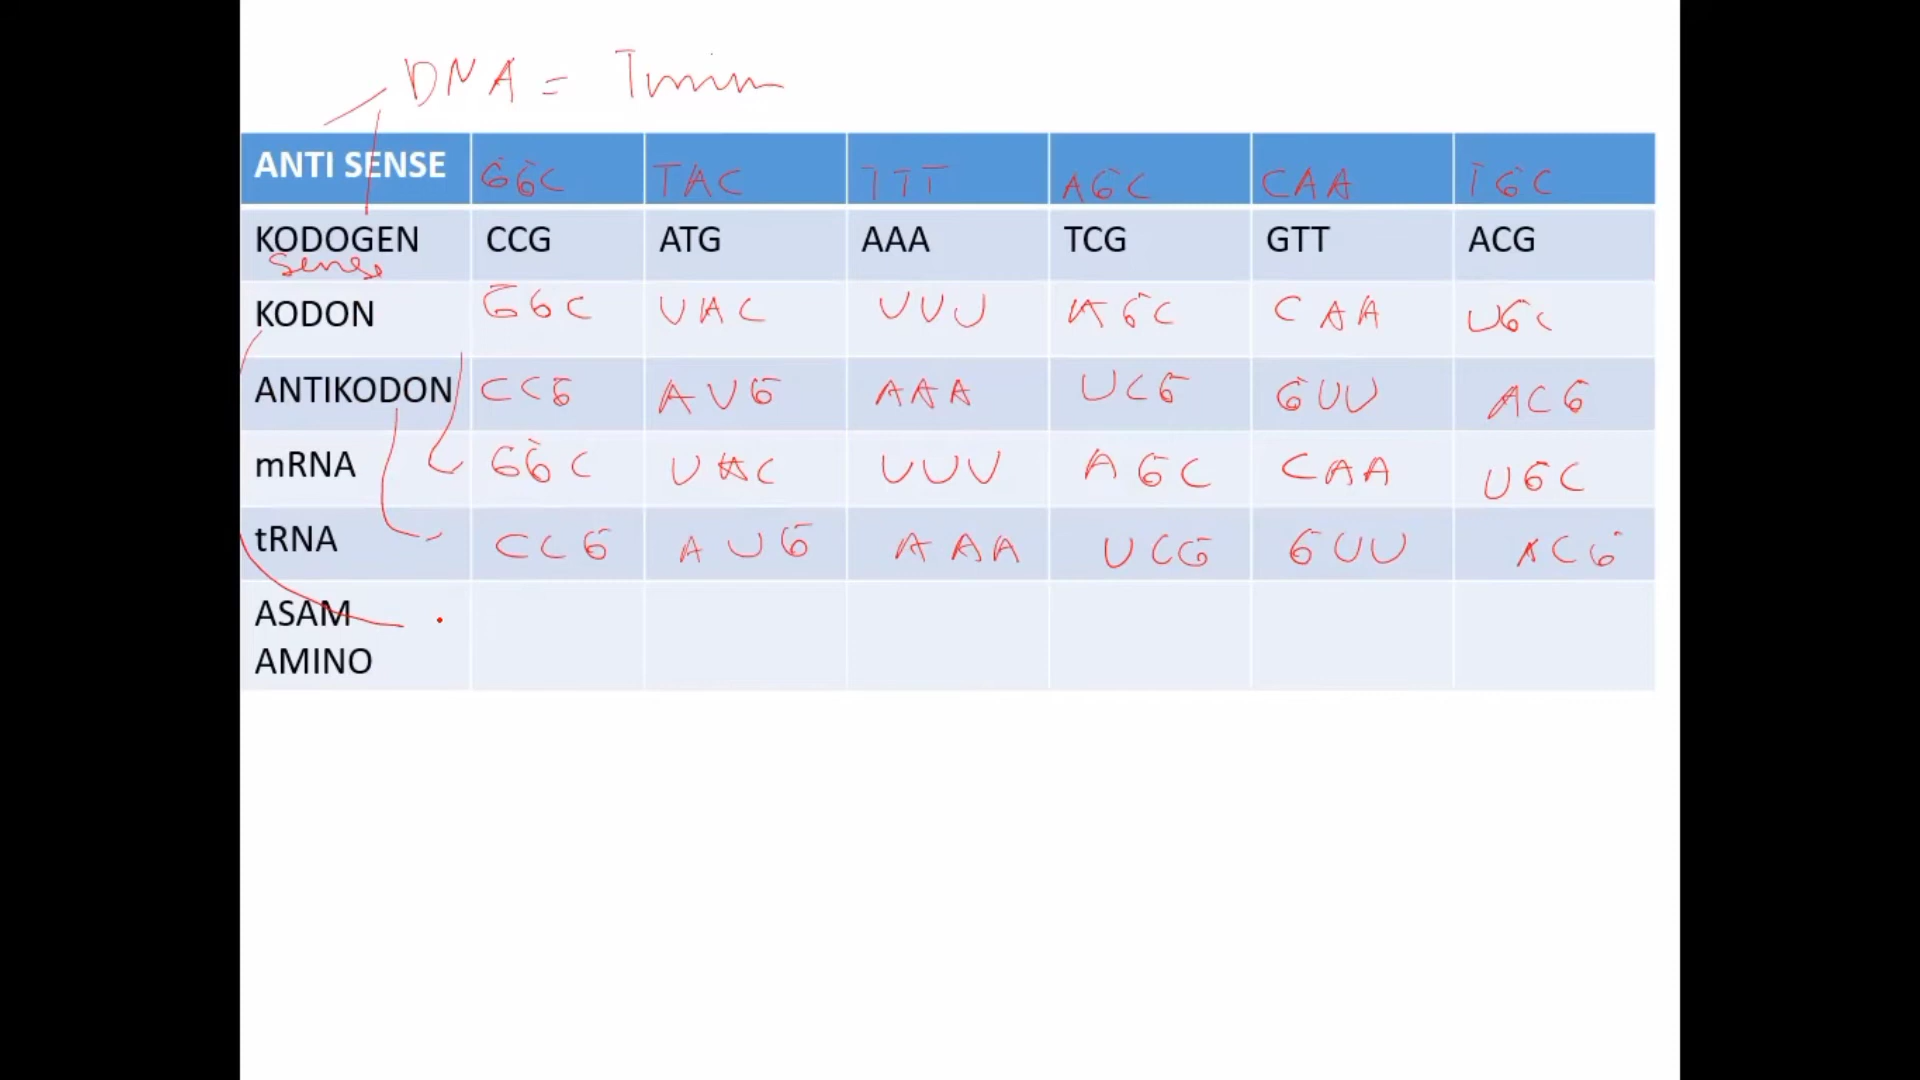 DNA = Timin
ANTI SENSE GGC TAC TTT AGC CAA TGC
KODOGEN CCG ATG AAA TCG GTT ACG
Sense
KODON GGC UAC UUU AGC CAA UGC
ANTIKODON CCG AUG AAA UCG GUU ACG
mRNA GGC UAC UUU AGC CAA UGC
tRNA CCG AUG AAA UCG GUU ACG
ASAM
AMINO